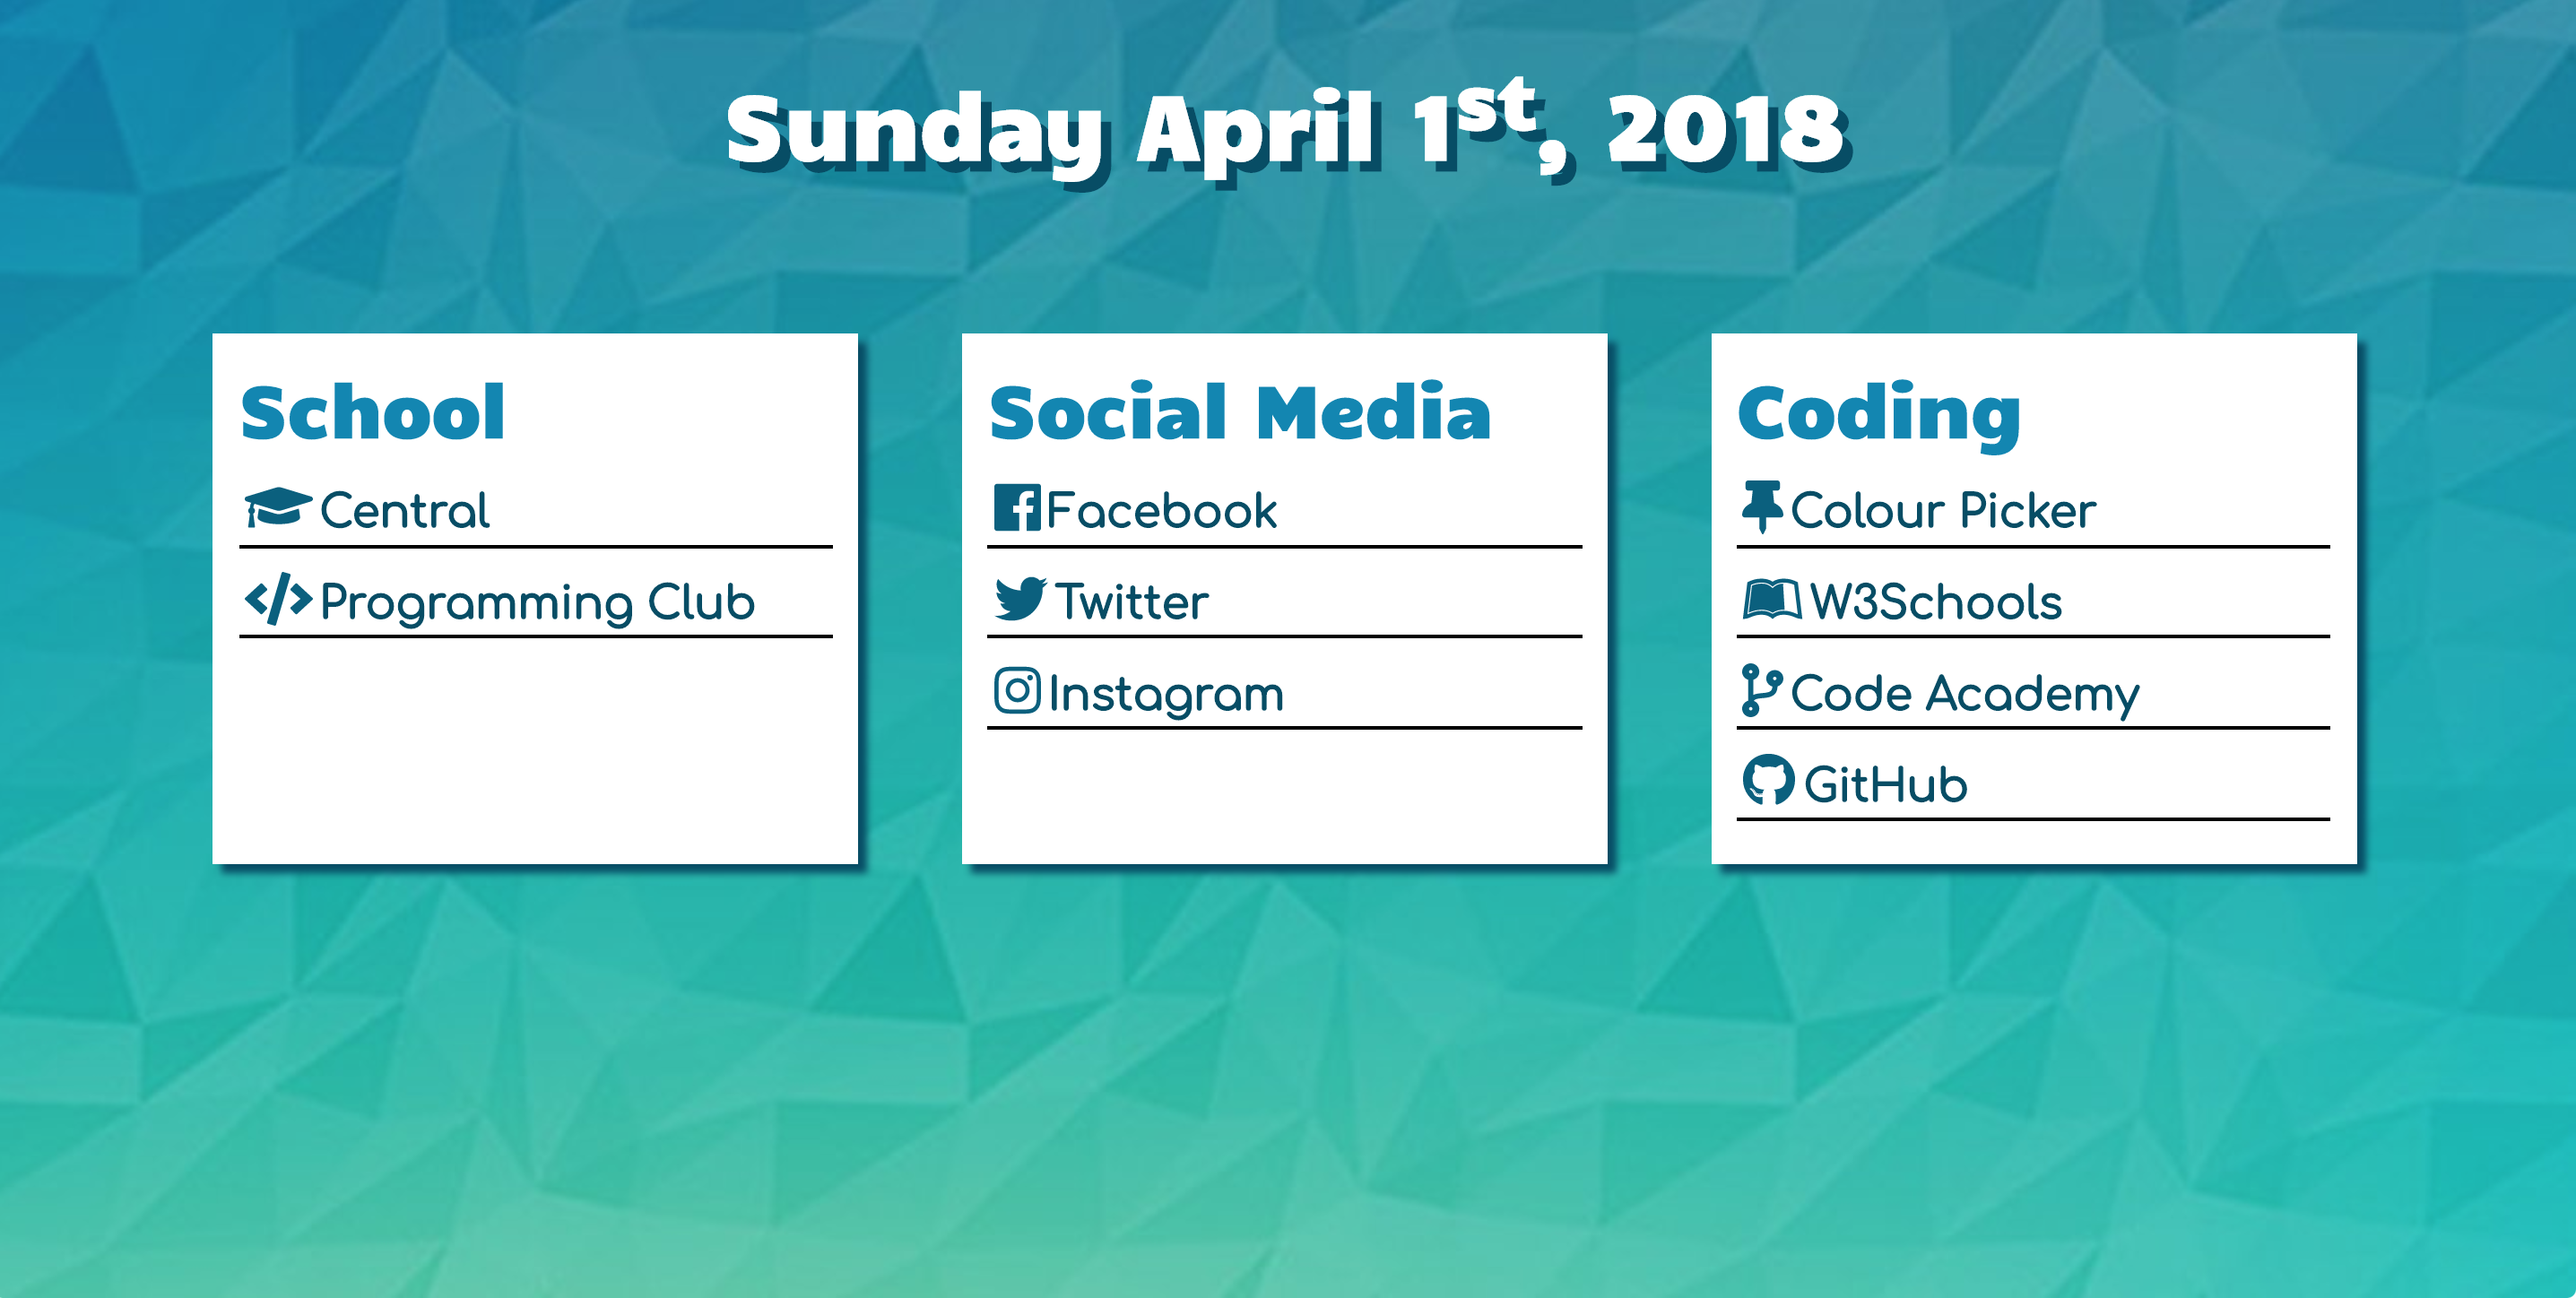 Sunday April 1st, 2018
School
Central
Programming Club
Social Media
Facebook
Twitter
Instagram
Coding
Colour Picker
W3Schools
Code Academy
GitHub